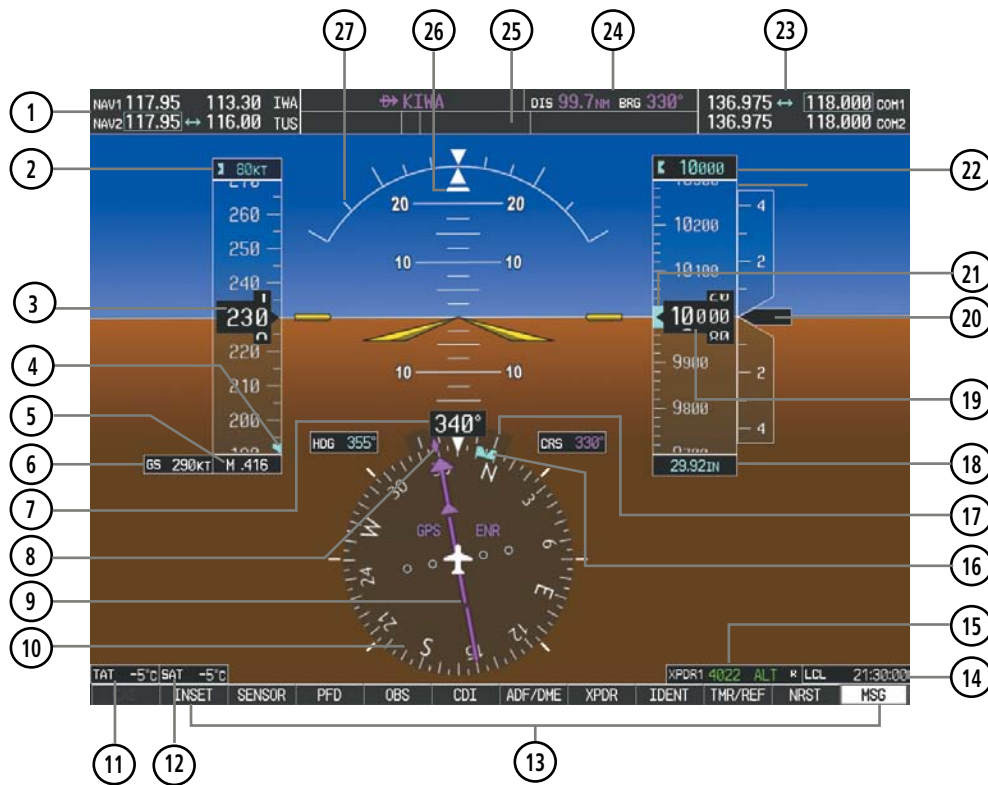 27 26 25 24 23
1 NAV1 117.95 113.30 IWA KIWA DIS 99.7NM BRG 330° 136.975 ↔ 118.000 COM1
NAV2 117.95 ↔ 116.00 TUS 136.975 118.000 COM2
2 80KT 10000 22
260 20 20 10200 4
250 10 10 2
240 10100 21
3 230 10000 20
220 9900
210 10 10 2 19
4 200 9800 4
5 340°
HDG 355° CRS 330°
6 GS 290KT M .416 29.92IN 18
7 N 17
30 3
8 W GPS ENR 6 16
9 24 E
21 12
10 S 15 15
XPDR1 4022 ALT R LCL 21:30:00 14
TAT -5°C SAT -5°C
INSET SENSOR PFD OBS CDI ADF/DME XPDR IDENT TMR/REF NRST MSG
11 12 13